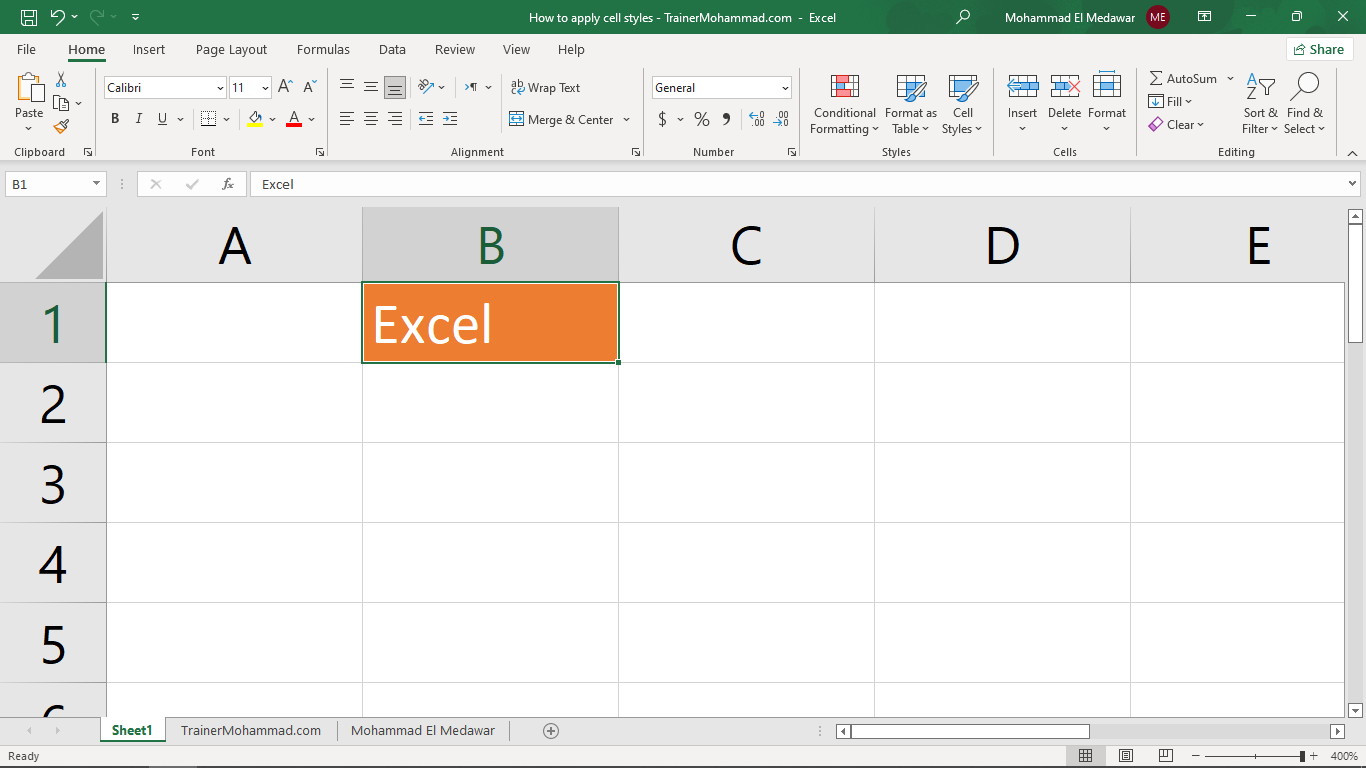 How to apply cell styles - TrainerMohammad.com - Excel
Mohammad El Medawar ME
File Home Insert Page Layout Formulas Data Review View Help Share
Paste
Clipboard
Calibri 11
B I U A
Font
ab Wrap Text
Merge & Center
Alignment
General
$ % ,
Number
Conditional Formatting
Format as Table
Cell Styles
Styles
Insert Delete Format
Cells
AutoSum
Fill
Clear
Sort & Filter
Find & Select
Editing
B1 fx Excel
A B C D E
1 Excel
2
3
4
5
6
Sheet1 TrainerMohammad.com Mohammad El Medawar
Ready 400%